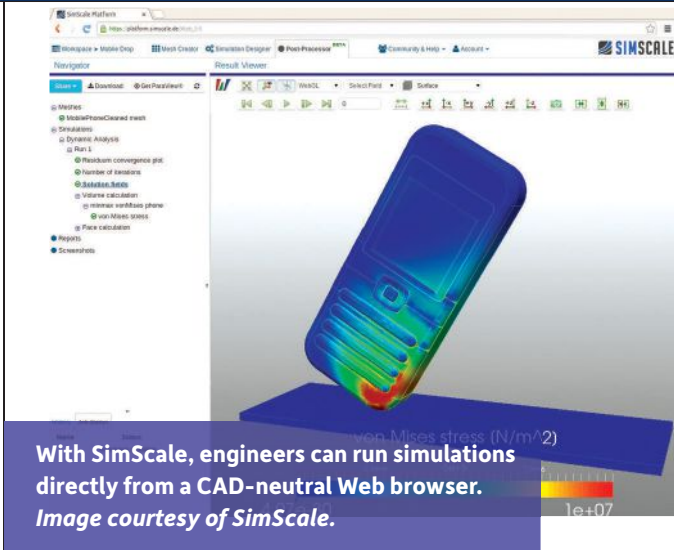 SimScale Platform
https://platform.simscale.de
Workspace ▸ Mobile Drop Mesh Creator Simulation Designer Post-Processor BETA Community & Help Account
SIMSCALE
Navigator Result Viewer
Share Download Get ParaView® WebGL Select Field Surface
0
Meshes
MobilePhoneCleaned mesh
Simulations
Dynamic Analysis
Run 1
Residuum convergence plot
Number of iterations
Solution fields
Volume calculation
minmax vonMises phone
von Mises stress
Face calculation
Reports
Screenshots
von Mises stress (N/m^2)
1e+07
With SimScale, engineers can run simulations
directly from a CAD-neutral Web browser.
Image courtesy of SimScale.